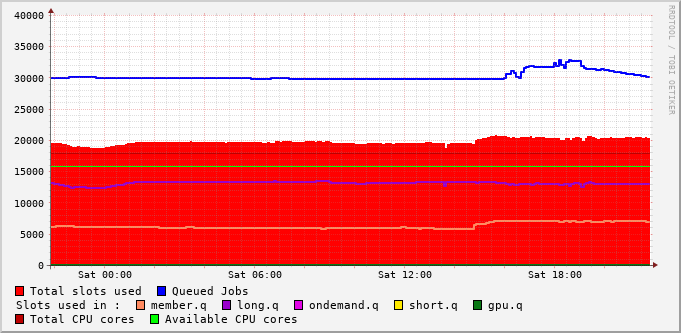 40000
35000
30000
25000
20000
15000
10000
5000
0
Sat 00:00 Sat 06:00 Sat 12:00 Sat 18:00
RRDTOOL / TOBI OETIKER
Total slots used Queued Jobs
Slots used in : member.q long.q ondemand.q short.q gpu.q
Total CPU cores Available CPU cores